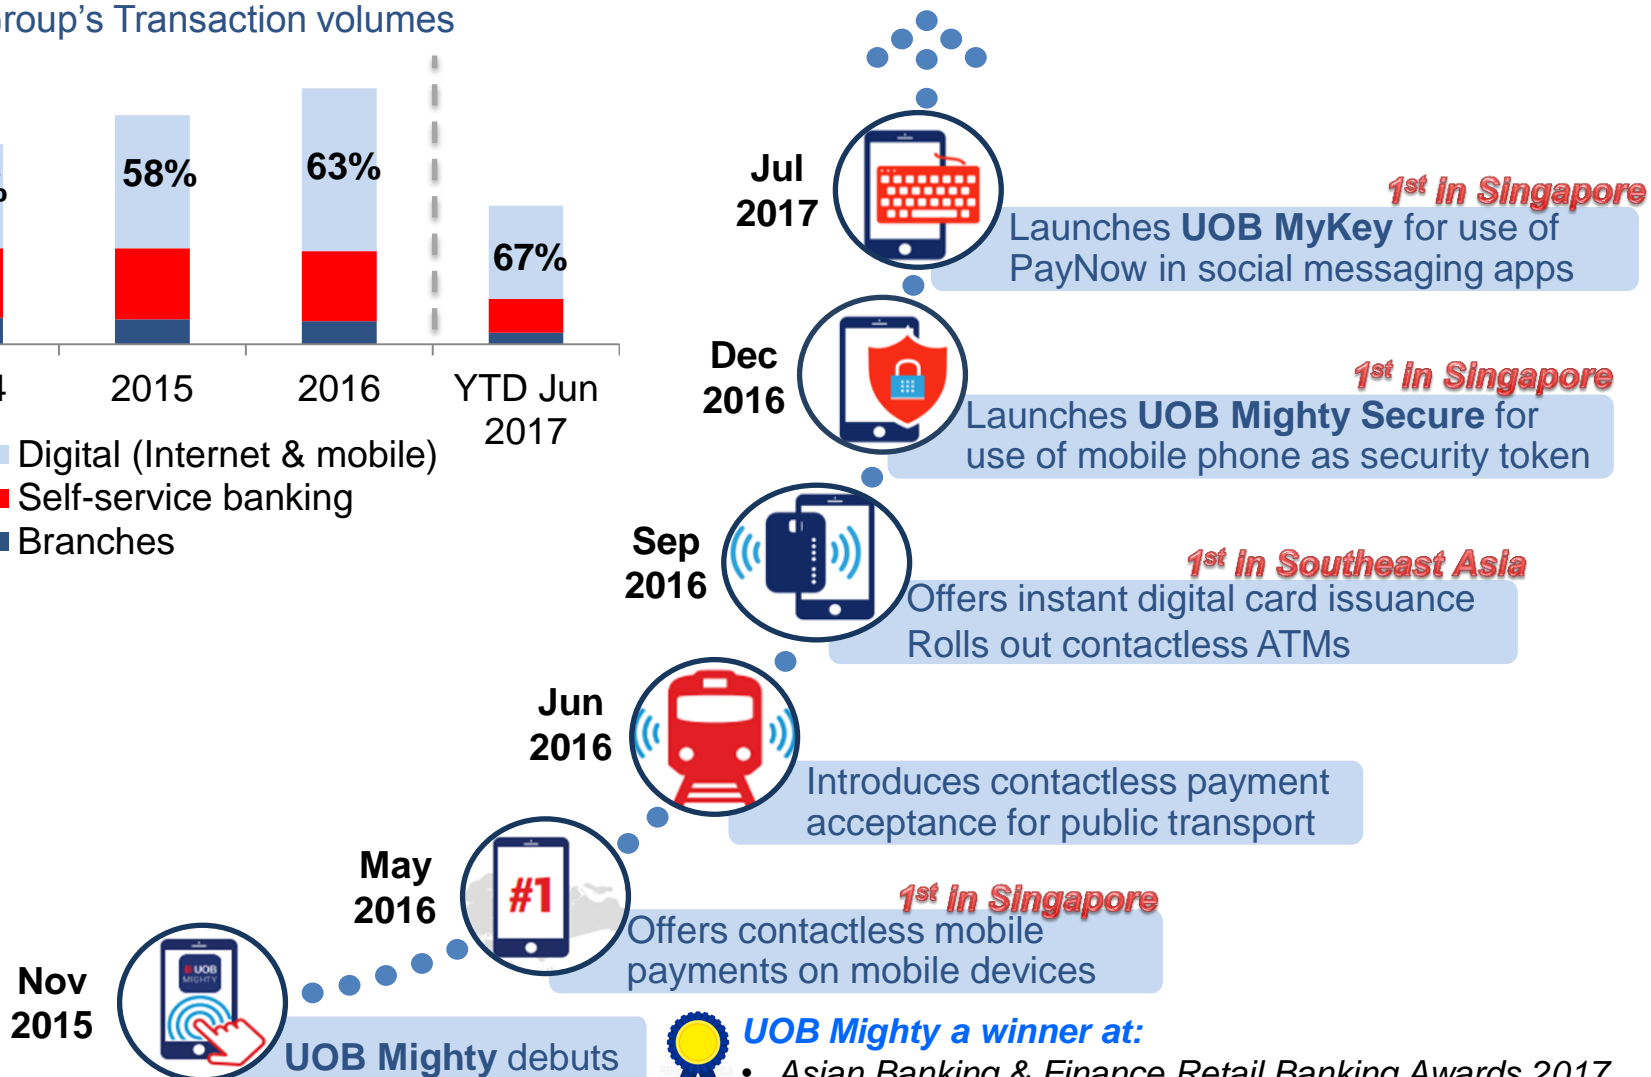 Group's Transaction volumes
58%
63%
67%
2015
2016
YTD Jun
2017
Digital (Internet & mobile)
Self-service banking
Branches
Jul
2017
1st in Singapore
Launches UOB MyKey for use of
PayNow in social messaging apps
Dec
2016
1st in Singapore
Launches UOB Mighty Secure for
use of mobile phone as security token
Sep
2016
1st in Southeast Asia
Offers instant digital card issuance
Rolls out contactless ATMs
Jun
2016
Introduces contactless payment
acceptance for public transport
May
2016
#1
1st in Singapore
Offers contactless mobile
payments on mobile devices
Nov
2015
UOB
MIGHTY
UOB Mighty debuts
UOB Mighty a winner at:
• Asian Banking & Finance Retail Banking Awards 2017